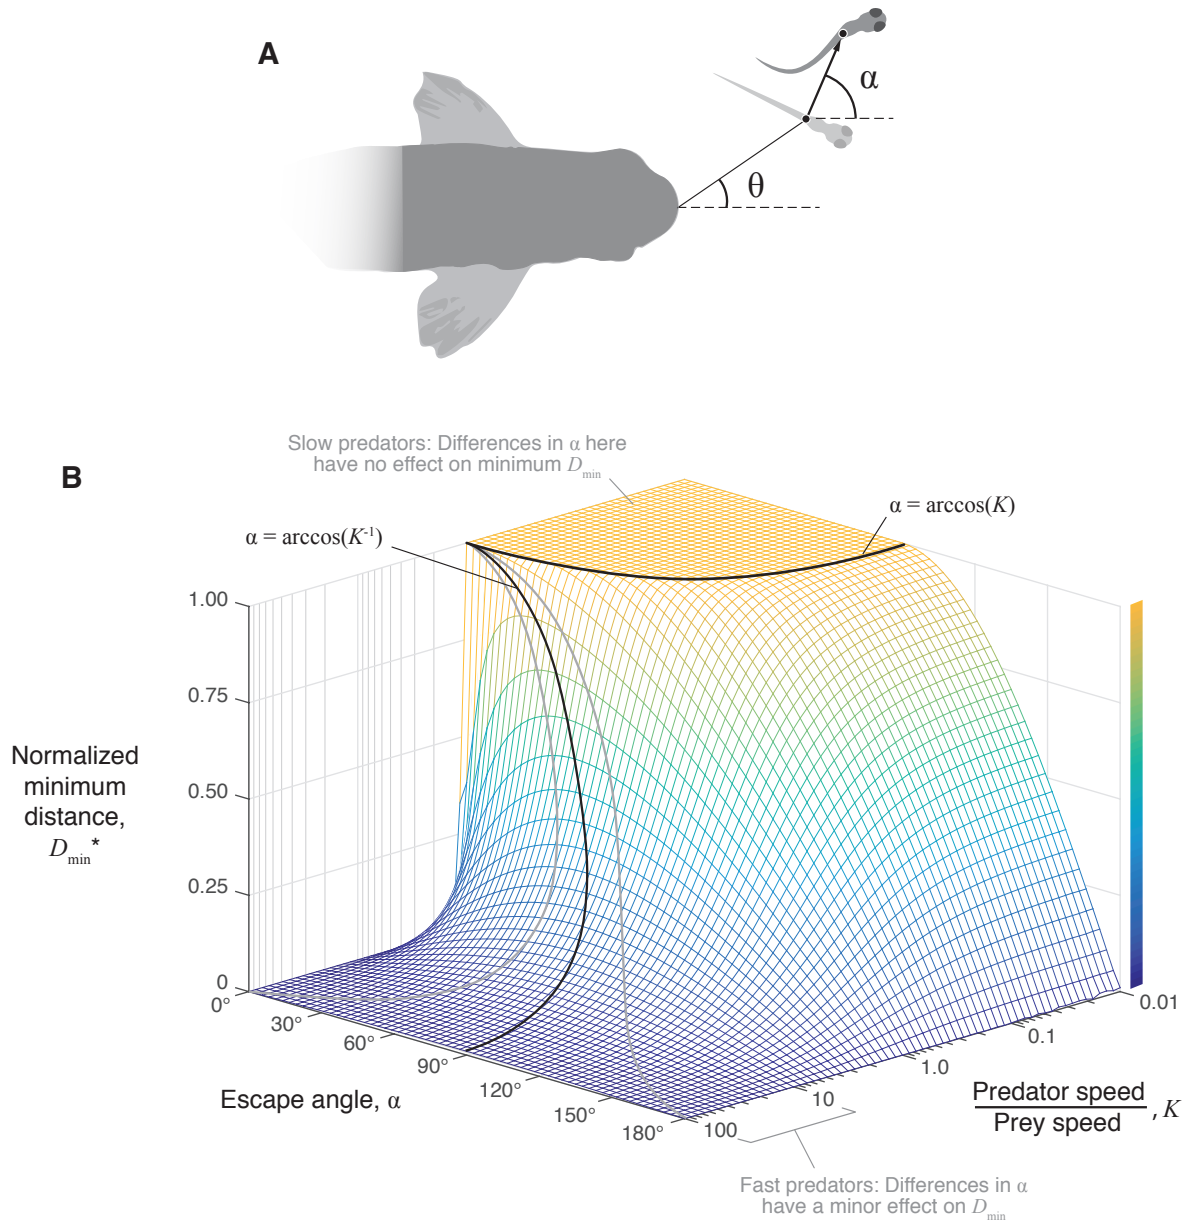 A
α
θ
Slow predators: Differences in α here
have no effect on minimum D_min
B
α = arccos(K)
α = arccos(K⁻¹)
1.00
0.75
0.50
0.25
0
Normalized
minimum
distance,
D_min*
0°
30°
60°
90°
120°
150°
180°
Escape angle, α
0.01
0.1
1.0
10
100
Predator speed
Prey speed
, K
Fast predators: Differences in α
have a minor effect on D_min